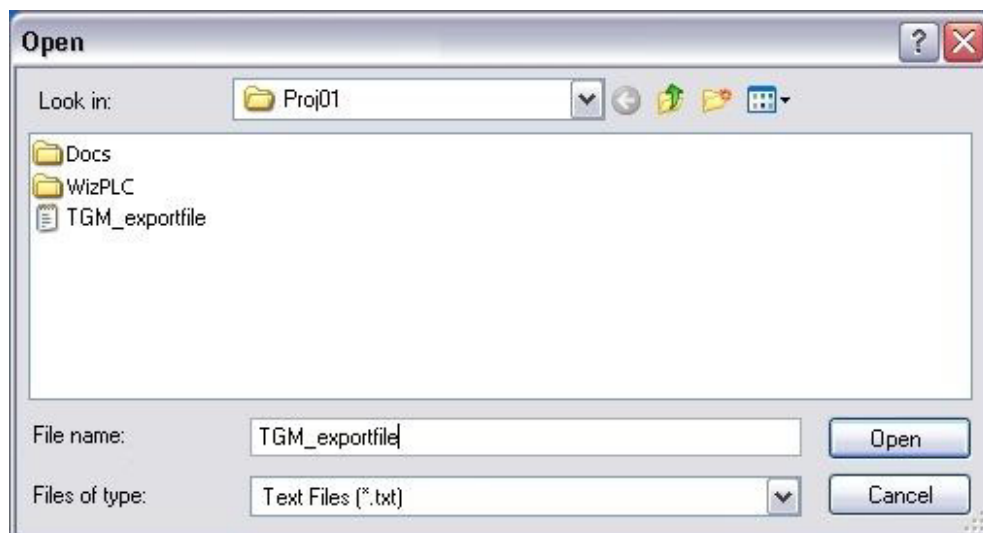 Open
Look in: Proj01
Docs
WizPLC
TGM_exportfile
File name: TGM_exportfile Open
Files of type: Text Files (*.txt) Cancel